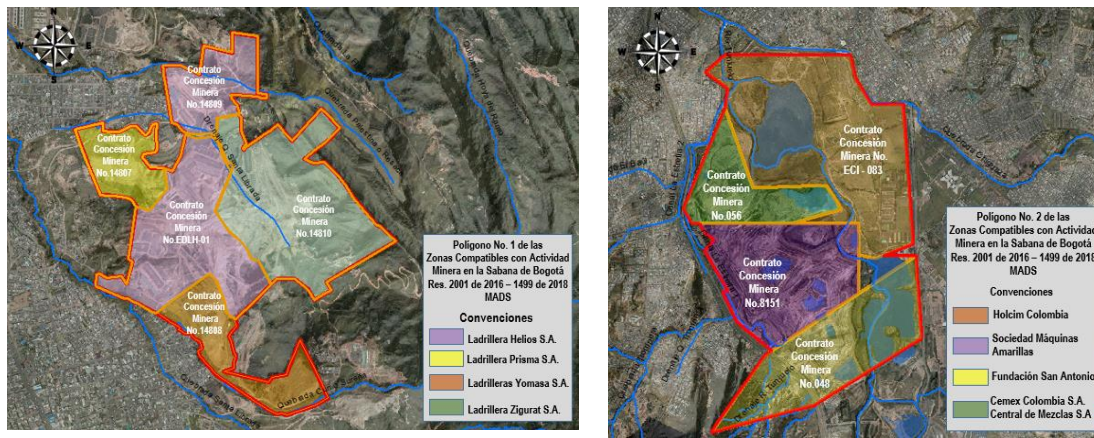 N
W
E
S
Contrato
Concesión
Minera
No.14809
Contrato
Concesión
Minera
No.14807
Contrato
Concesión
Minera
No.EDLH-01
Contrato
Concesión
Minera
No.14810
Contrato
Concesión
Minera
No.14808
Polígono No. 1 de las
Zonas Compatibles con Actividad
Minera en la Sabana de Bogotá
Res. 2001 de 2016 – 1499 de 2018
MADS
Convenciones
Ladrillera Helios S.A.
Ladrillera Prisma S.A.
Ladrilleras Yomasa S.A.
Ladrillera Zigurat S.A.
N
W
E
S
Contrato
Concesión
Minera No.
ECI - 083
Contrato
Concesión
Minera
No.056
Contrato
Concesión
Minera
No.8151
Contrato
Concesión
Minera
No.048
Polígono No. 2 de las
Zonas Compatibles con Actividad
Minera en la Sabana de Bogotá
Res. 2001 de 2016 – 1499 de 2018
MADS
Convenciones
Holcim Colombia
Sociedad Máquinas
Amarillas
Fundación San Antonio
Cemex Colombia S.A.
Central de Mezclas S.A